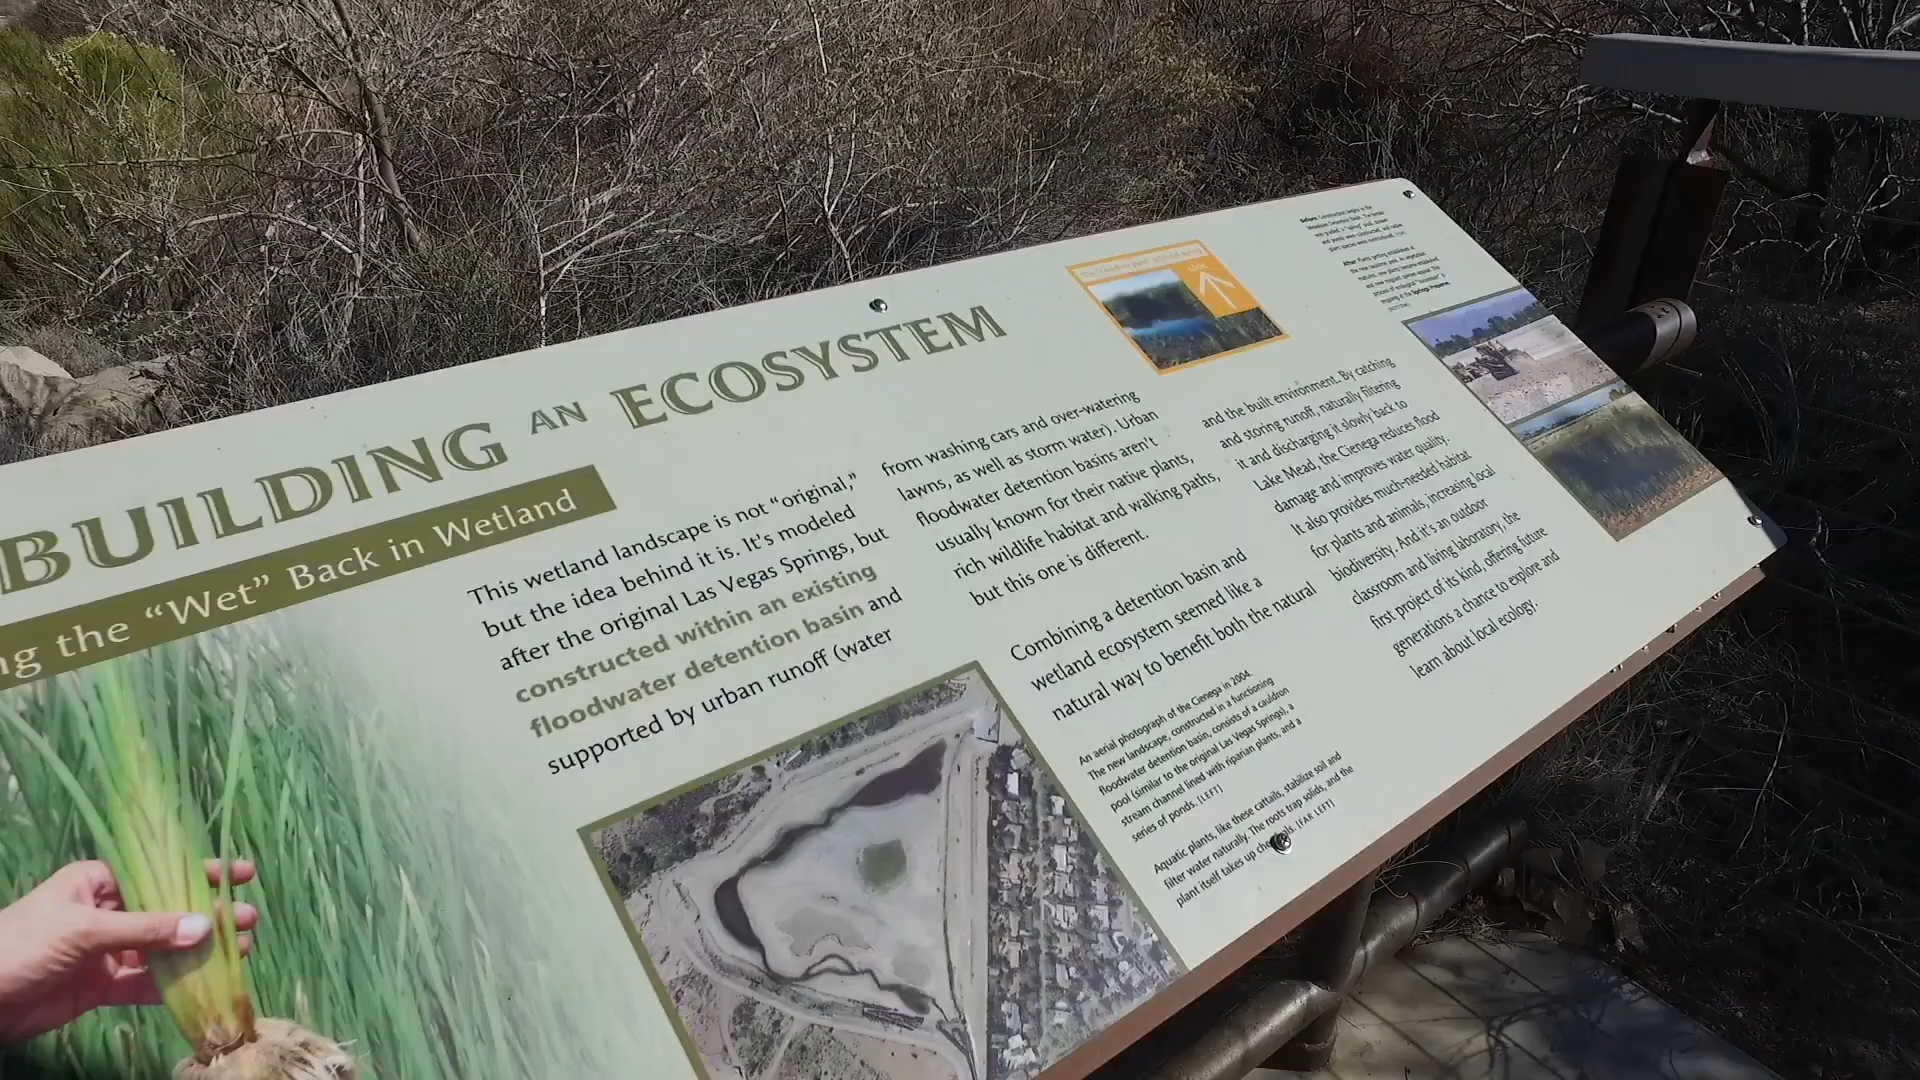 BUILDING AN ECOSYSTEM
ng the “Wet” Back in Wetland
This wetland landscape is not “original,”
but the idea behind it is. It’s modeled
after the original Las Vegas Springs, but
constructed within an existing
floodwater detention basin and
supported by urban runoff (water
from washing cars and over-watering
lawns, as well as storm water). Urban
floodwater detention basins aren’t
usually known for their native plants,
rich wildlife habitat and walking paths,
but this one is different.
Combining a detention basin and
wetland ecosystem seemed like a
natural way to benefit both the natural
and the built environment. By catching
and storing runoff, naturally filtering
it and discharging it slowly back to
Lake Mead, the Cienega reduces flood
damage and improves water quality.
It also provides much-needed habitat
for plants and animals, increasing local
biodiversity. And it’s an outdoor
classroom and living laboratory, the
first project of its kind, offering future
generations a chance to explore and
learn about local ecology.
An aerial photograph of the Cienega in 2004.
The new landscape, constructed in a functioning
floodwater detention basin, consists of a cauldron
pool (similar to the original Las Vegas Springs), a
stream channel lined with riparian plants, and a
series of ponds. [LEFT]
Aquatic plants, like these cattails, stabilize soil and
filter water naturally. The roots trap solids, and the
plant itself takes up che als. [FAR LEFT]
LOOK
Before:
After:
Springs Preserve.